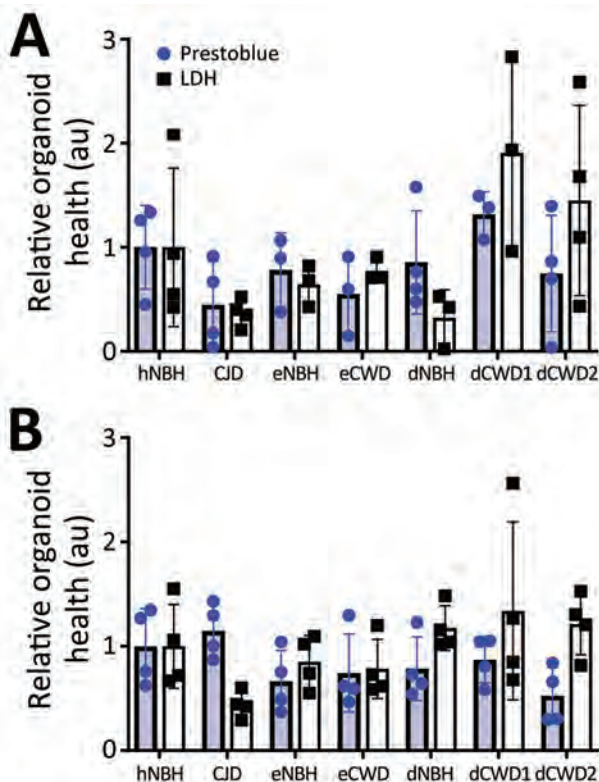 A
Relative organoid
health (au)
3
2
1
0
Prestoblue
LDH
hNBH CJD eNBH eCWD dNBH dCWD1 dCWD2
B
Relative organoid
health (au)
3
2
1
0
hNBH CJD eNBH eCWD dNBH dCWD1 dCWD2